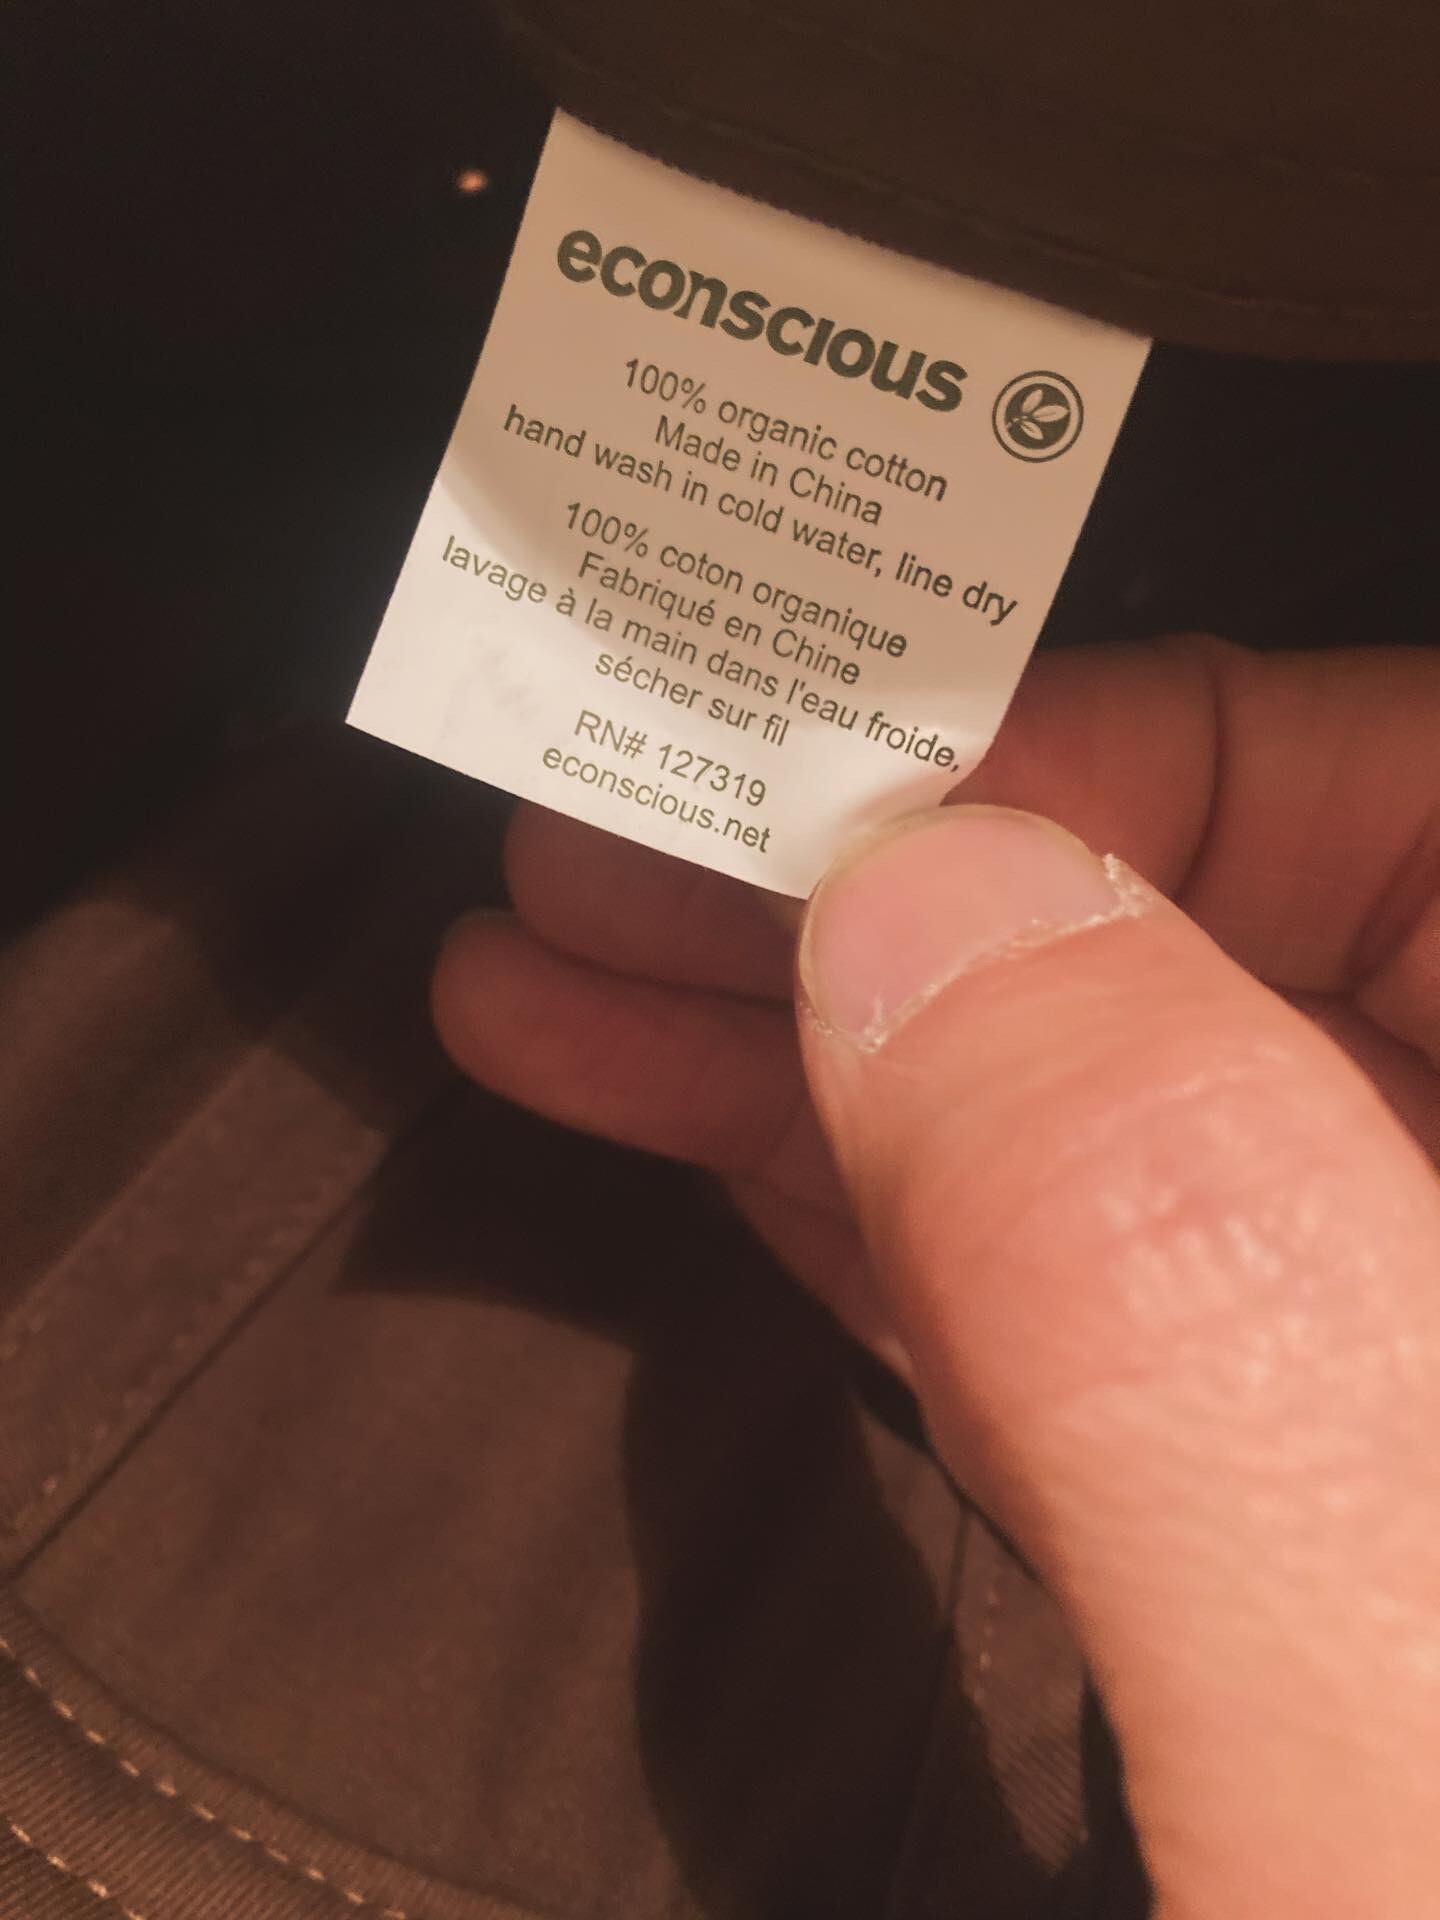 econscious
100% organic cotton
Made in China
hand wash in cold water, line dry
100% coton organique
Fabriqué en Chine
lavage à la main dans l'eau froide,
sécher sur fil
RN# 127319
econscious.net